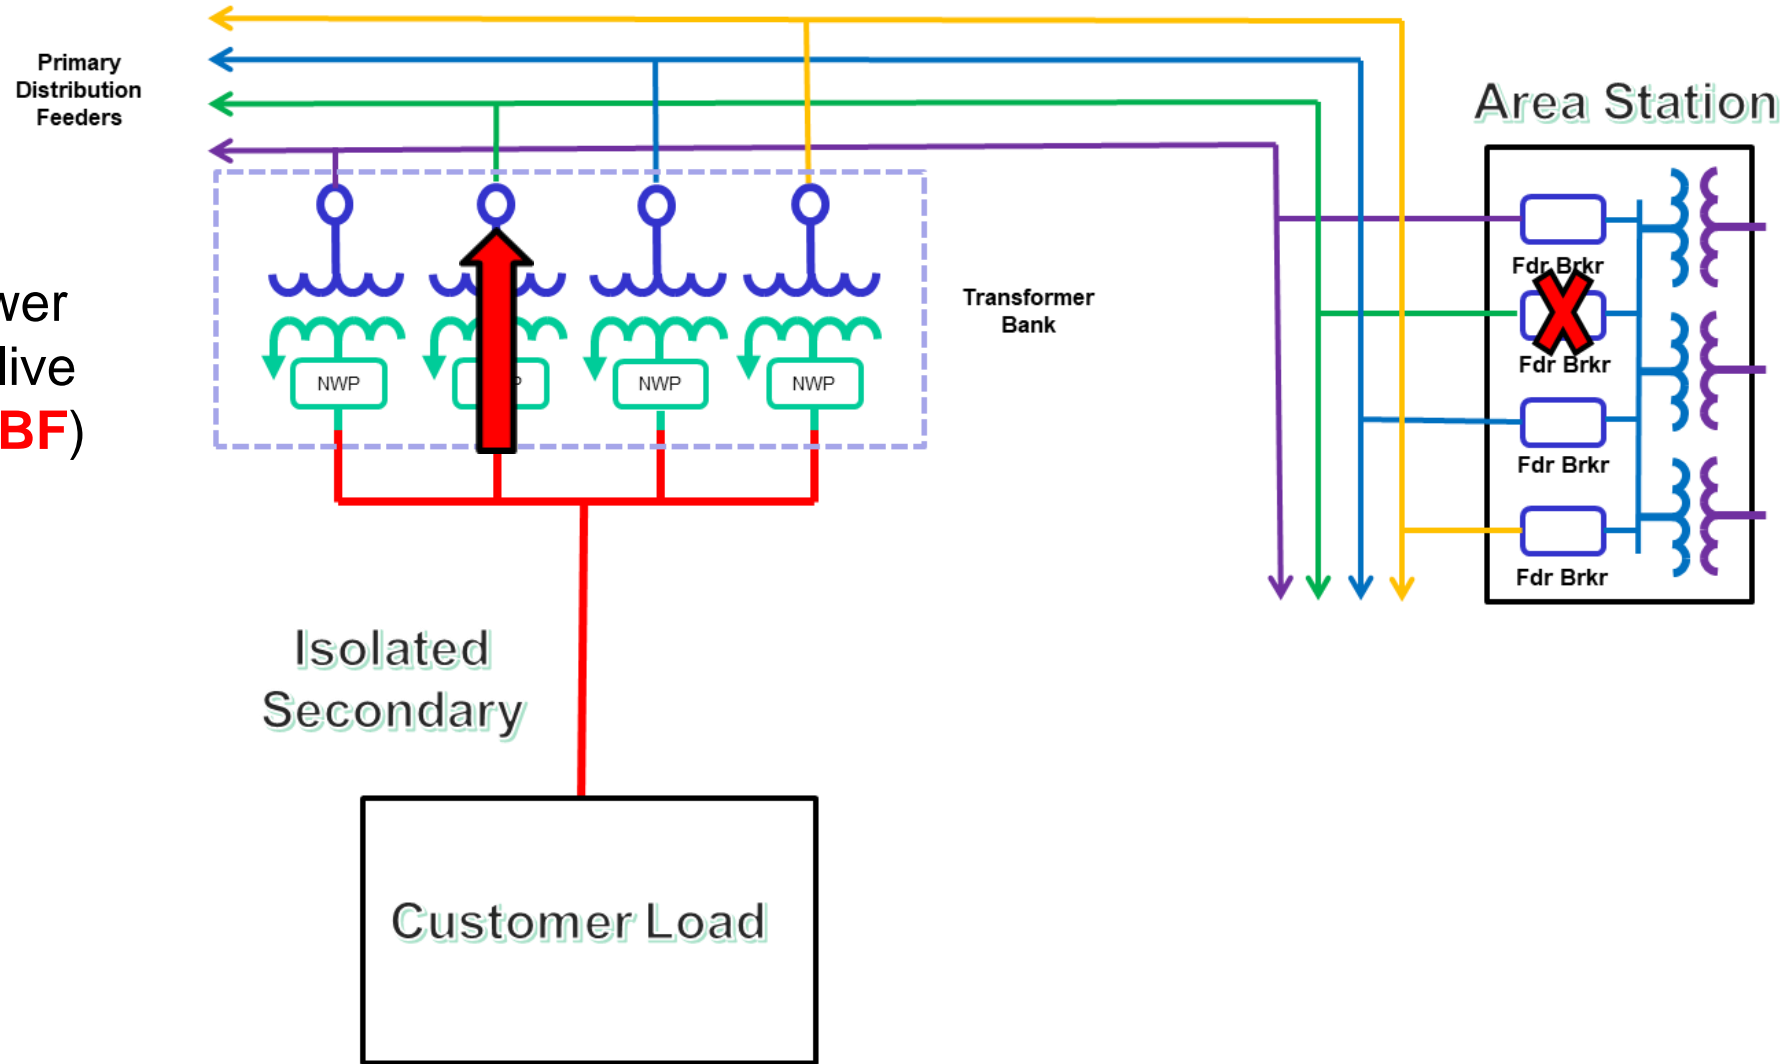 Primary
Distribution
Feeders
Area Station
Fdr Brkr
Fdr Brkr
Fdr Brkr
Fdr Brkr
Transformer
Bank
NWP
NWP
NWP
live
BF)
Isolated
Secondary
Customer Load